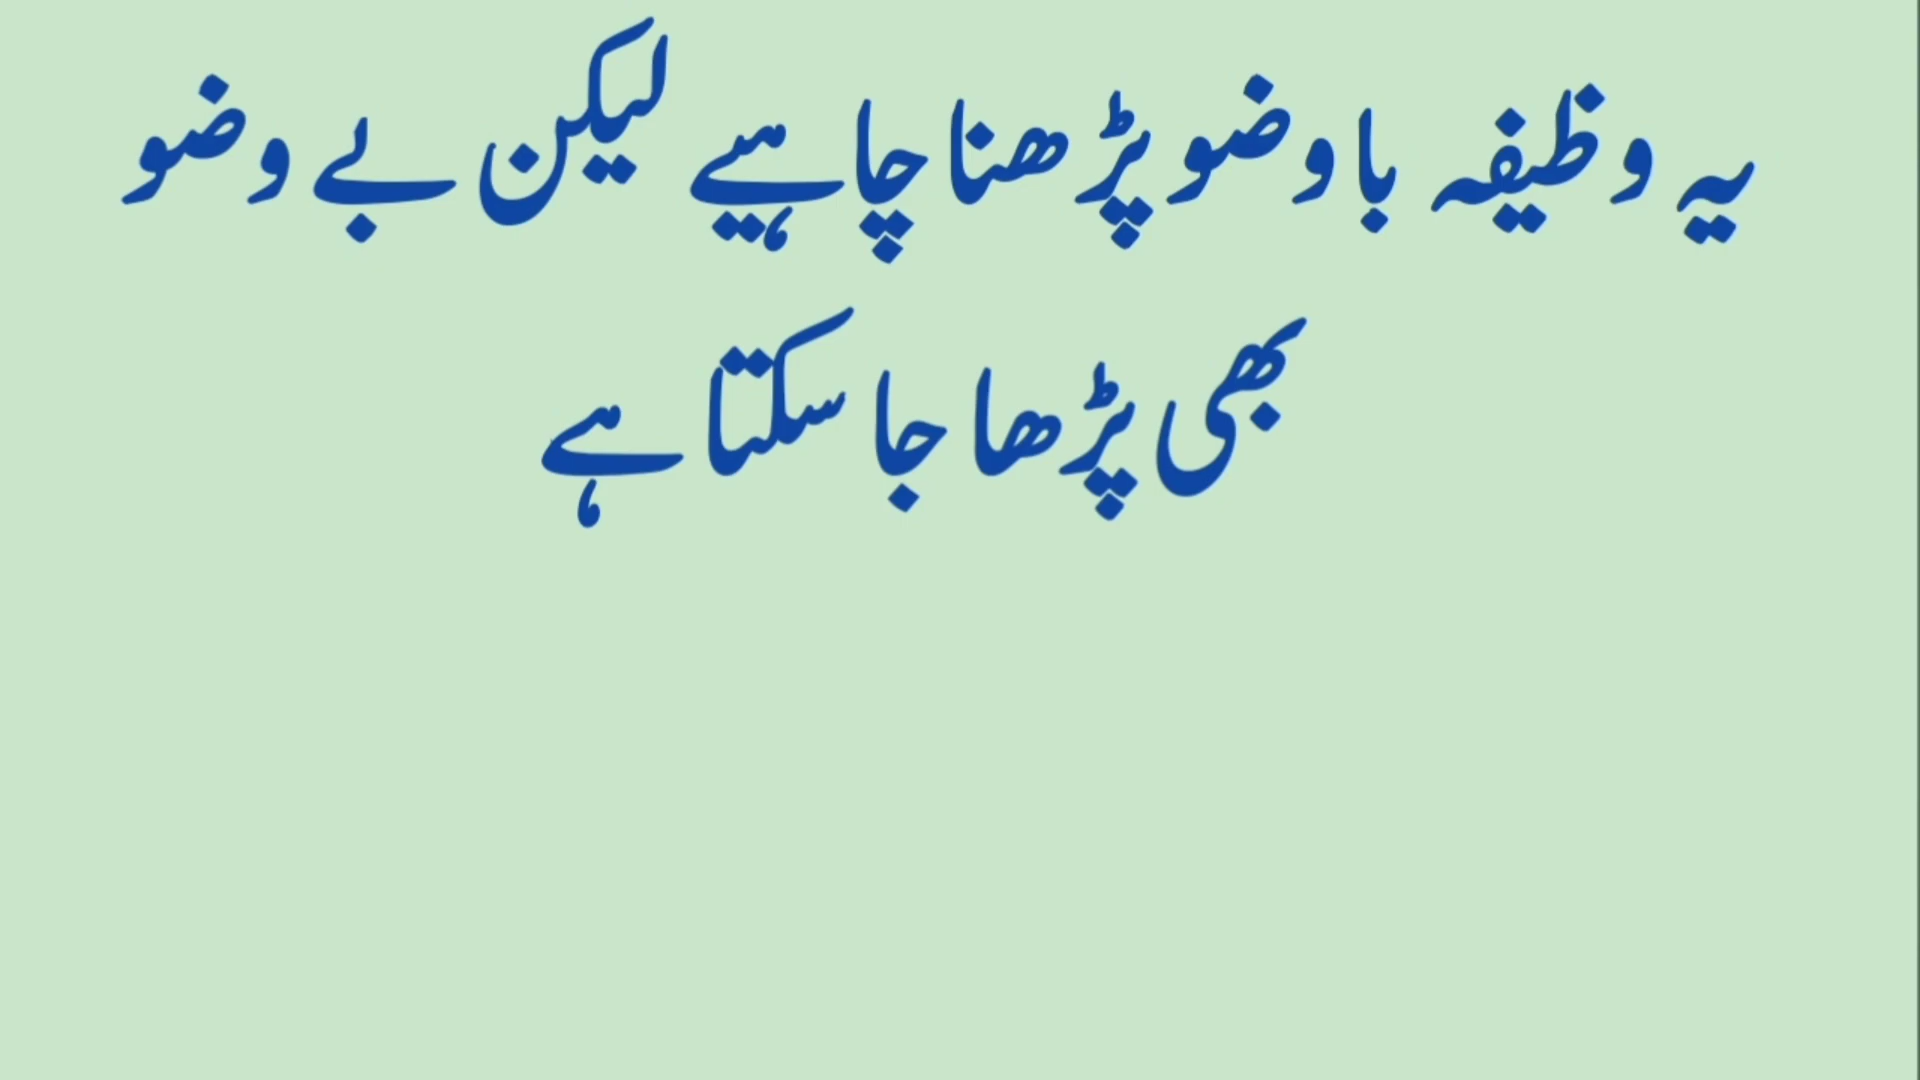 یہ وظیفہ باوضو پڑھنا چاہیے لیکن بے وضو
بھی پڑھا جا سکتا ہے